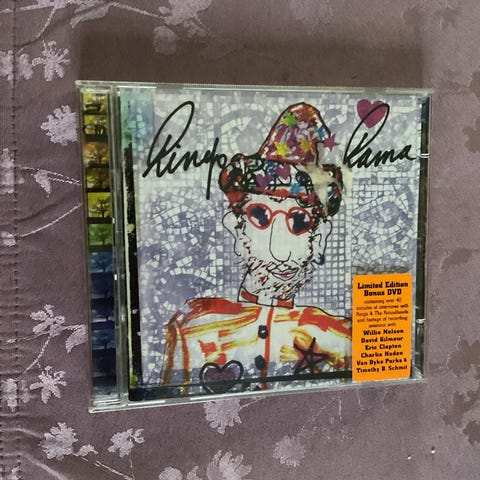 Ringo Rama
Limited Edition
Bonus DVD
containing over 40
minutes of interviews with
Ringo & The Roundheads
and footage of recording
sessions with:
Willie Nelson
David Gilmour
Eric Clapton
Charlie Haden
Van Dyke Parks &
Timothy B. Schmit